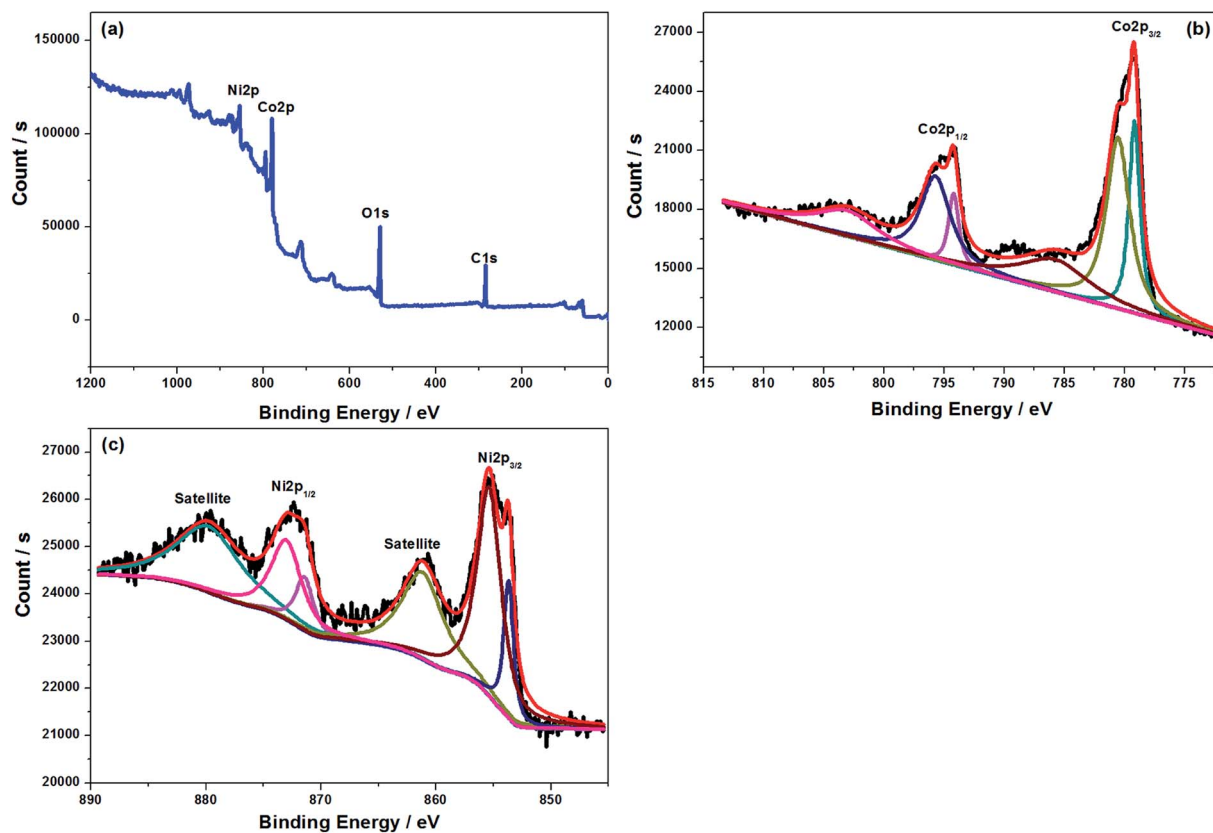 (a)
150000
100000
50000
0
Count / s
Ni2p
Co2p
O1s
C1s
1200 1000 800 600 400 200 0
Binding Energy / eV
(b)
27000
24000
21000
18000
15000
12000
Count / s
Co2p3/2
Co2p1/2
815 810 805 800 795 790 785 780 775
Binding Energy / eV
(c)
27000
26000
25000
24000
23000
22000
21000
20000
Count / s
Satellite
Ni2p1/2
Satellite
Ni2p3/2
890 880 870 860 850
Binding Energy / eV